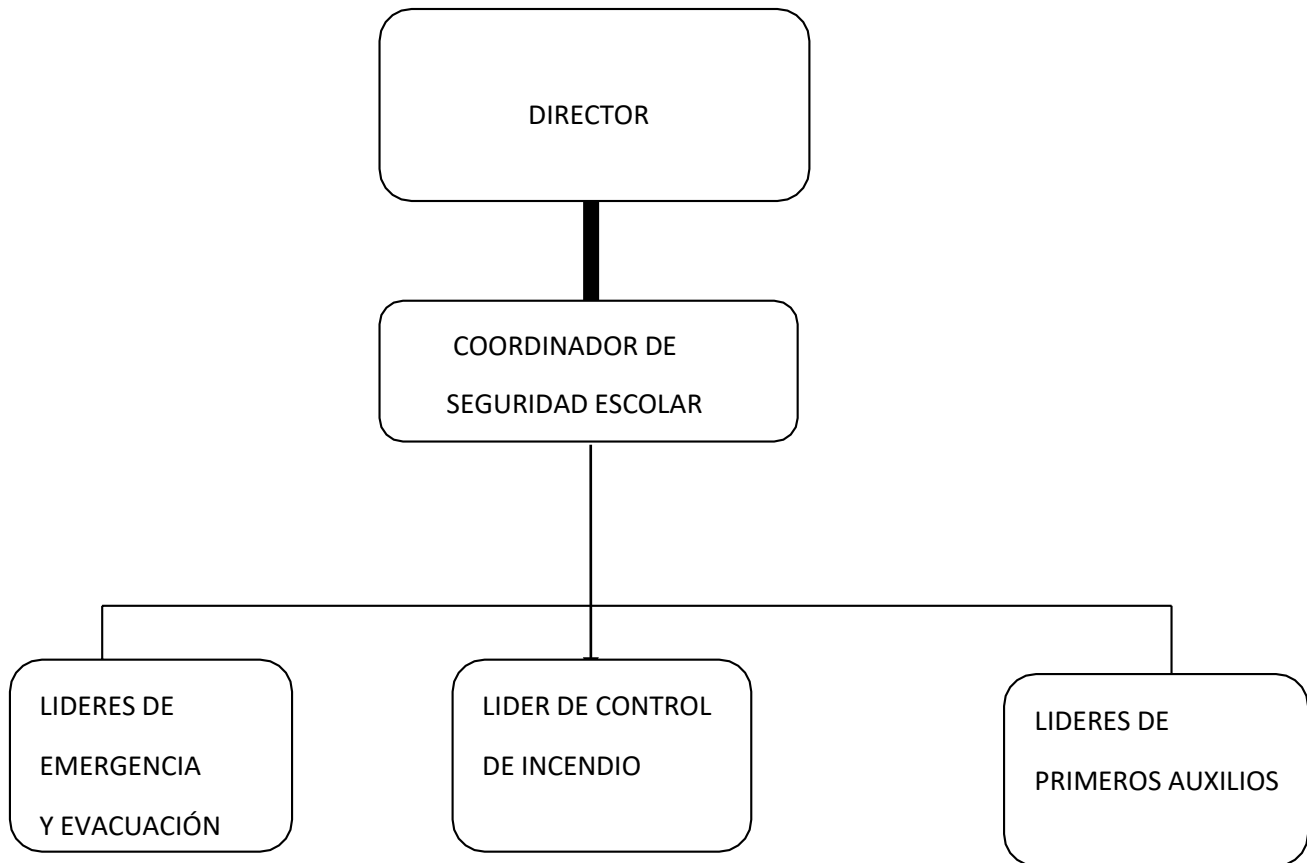 DIRECTOR
COORDINADOR DE
SEGURIDAD ESCOLAR
LIDERES DE
EMERGENCIA
Y EVACUACIÓN
LIDER DE CONTROL
DE INCENDIO
LIDERES DE
PRIMEROS AUXILIOS